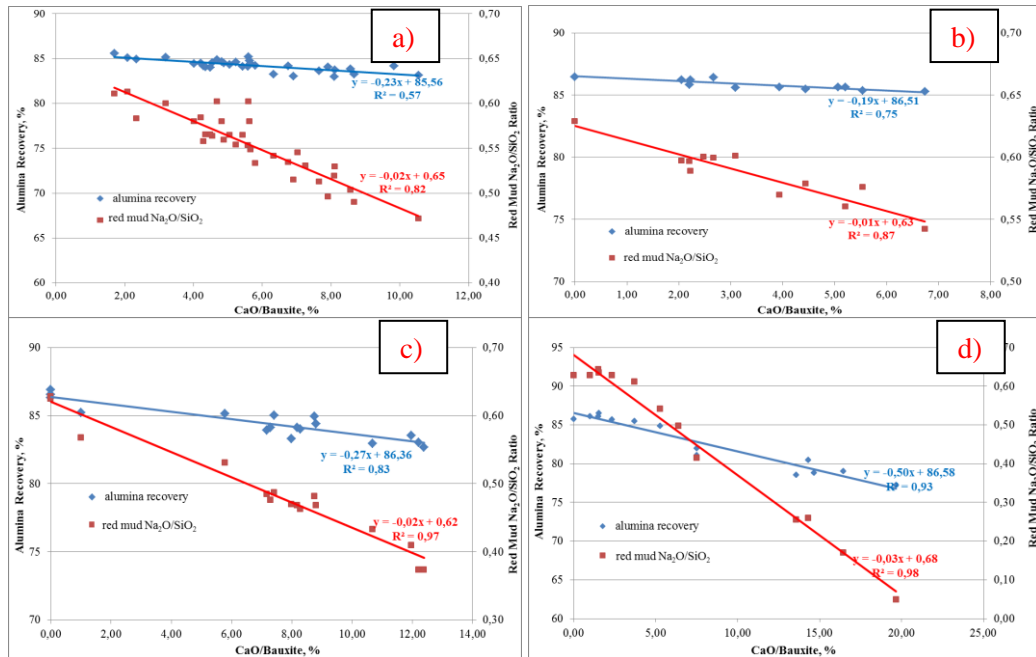 a)
Alumina Recovery, %
90
85
80
75
70
65
60
y = -0,23x + 85,56
R² = 0,57
y = -0,02x + 0,65
R² = 0,82
alumina recovery
red mud Na₂O/SiO₂
0,70
0,65
0,60
0,55
0,50
0,45
0,40
Red Mud Na₂O/SiO₂ Ratio
0,00 2,00 4,00 6,00 8,00 10,00 12,00
CaO/Bauxite, %
b)
Alumina Recovery, %
90
85
80
75
70
y = -0,19x + 86,51
R² = 0,75
y = -0,01x + 0,63
R² = 0,87
alumina recovery
red mud Na₂O/SiO₂
0,70
0,65
0,60
0,55
0,50
Red Mud Na₂O/SiO₂ Ratio
0,00 1,00 2,00 3,00 4,00 5,00 6,00 7,00 8,00
CaO/Bauxite, %
c)
Alumina Recovery, %
90
85
80
75
70
y = -0,27x + 86,36
R² = 0,83
alumina recovery
red mud Na₂O/SiO₂
y = -0,02x + 0,62
R² = 0,97
0,70
0,60
0,50
0,40
0,30
Red Mud Na₂O/SiO₂ Ratio
0,00 2,00 4,00 6,00 8,00 10,00 12,00 14,00
CaO/Bauxite, %
d)
Alumina Recovery, %
95
90
85
80
75
70
65
60
y = -0,50x + 86,58
R² = 0,93
alumina recovery
red mud Na₂O/SiO₂
y = -0,03x + 0,68
R² = 0,98
0,70
0,60
0,50
0,40
0,30
0,20
0,10
0,00
Red Mud Na₂O/SiO₂ Ratio
0,00 5,00 10,00 15,00 20,00 25,00
CaO/Bauxite, %